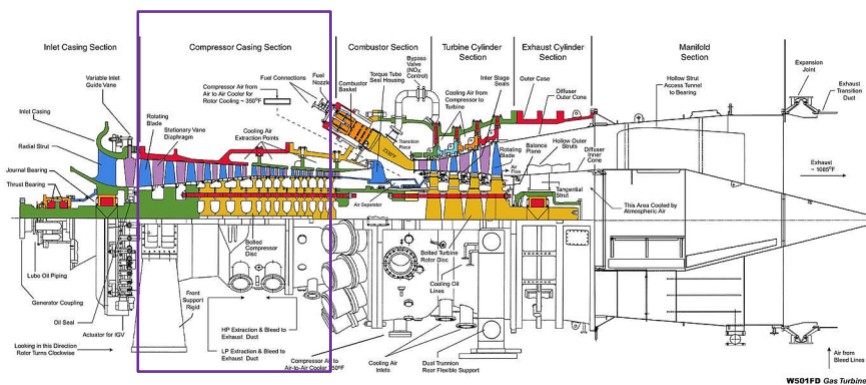 Inlet Casing Section
Compressor Casing Section
Combustor Section
Turbine Cylinder
Section
Exhaust Cylinder
Section
Manifold
Section
Variable Inlet
Guide Vane
Inlet Casing
Radial Strut
Journal Bearing
Thrust Bearing
Rotating
Blade
Stationary Vane
Diaphragm
Compressor Air from
Air to Air Cooler for
Rotor Cooling ~ 350°F
Cooling Air
Extraction Points
Fuel Connections
Fuel
Nozzle
Combustor
Basket
Torque Tube
Seal Housing
Bypass
Valve (NOx
Control)
Cooling Air from
Compressor to
Turbine
Inter Stage
Seals
Outer Case
Diffuser
Outer Cone
Hollow Strut
Access Tunnel
to Bearing
Expansion
Joint
Exhaust
Transition
Duct
Transition
Piece
Rotating
Blade
Air
Flow
Balance
Plane
Hollow Outer
Struts
Diffuser
Inner
Cone
Exhaust
~ 1085°F
Air Separator
Tangential
Strut
This Area Cooled by
Atmospheric Air
Lube Oil Piping
Generator Coupling
Oil Seal
Actuator for IGV
Looking in this Direction
Rotor Turns Clockwise
Front
Support
Rigid
Bolted
Compressor
Disc
HP Extraction & Bleed to
Exhaust Duct
LP Extraction & Bleed to
Exhaust Duct
Compressor Air to
Air-to-Air Cooler 750°F
Bolted Turbine
Rotor Disc
Cooling Oil
Lines
Cooling Air
Inlets
Dual Trunnion
Rear Flexible Support
Air from
Bleed Lines
W501FD Gas Turbine